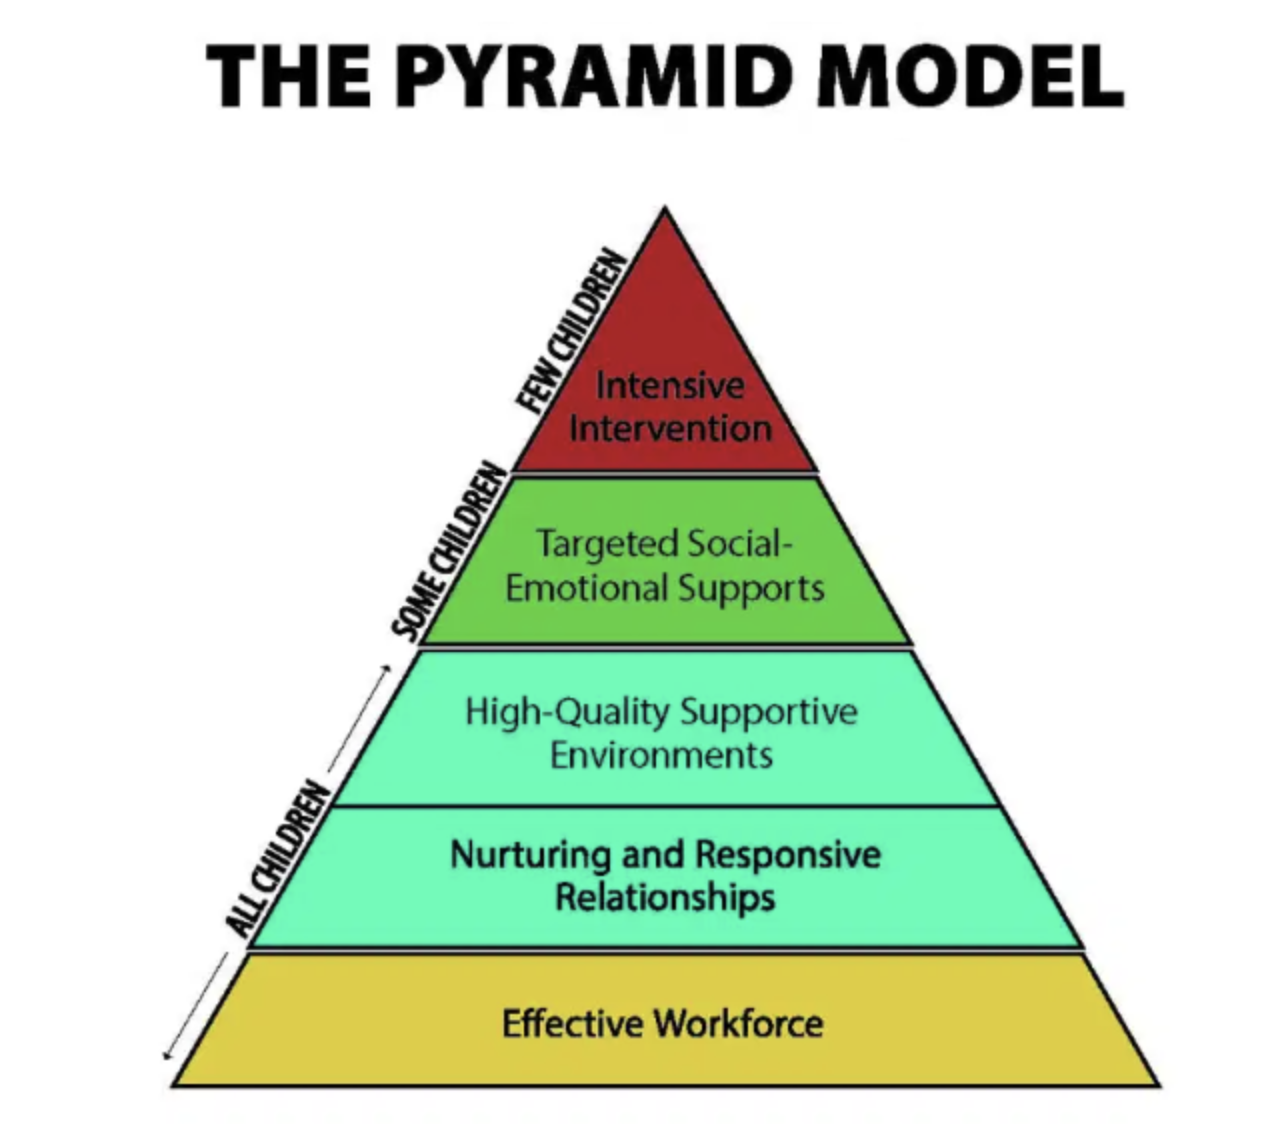 THE PYRAMID MODEL
FEW CHILDREN
Intensive
Intervention
SOME CHILDREN
Targeted Social-
Emotional Supports
High-Quality Supportive
Environments
ALL CHILDREN
Nurturing and Responsive
Relationships
Effective Workforce